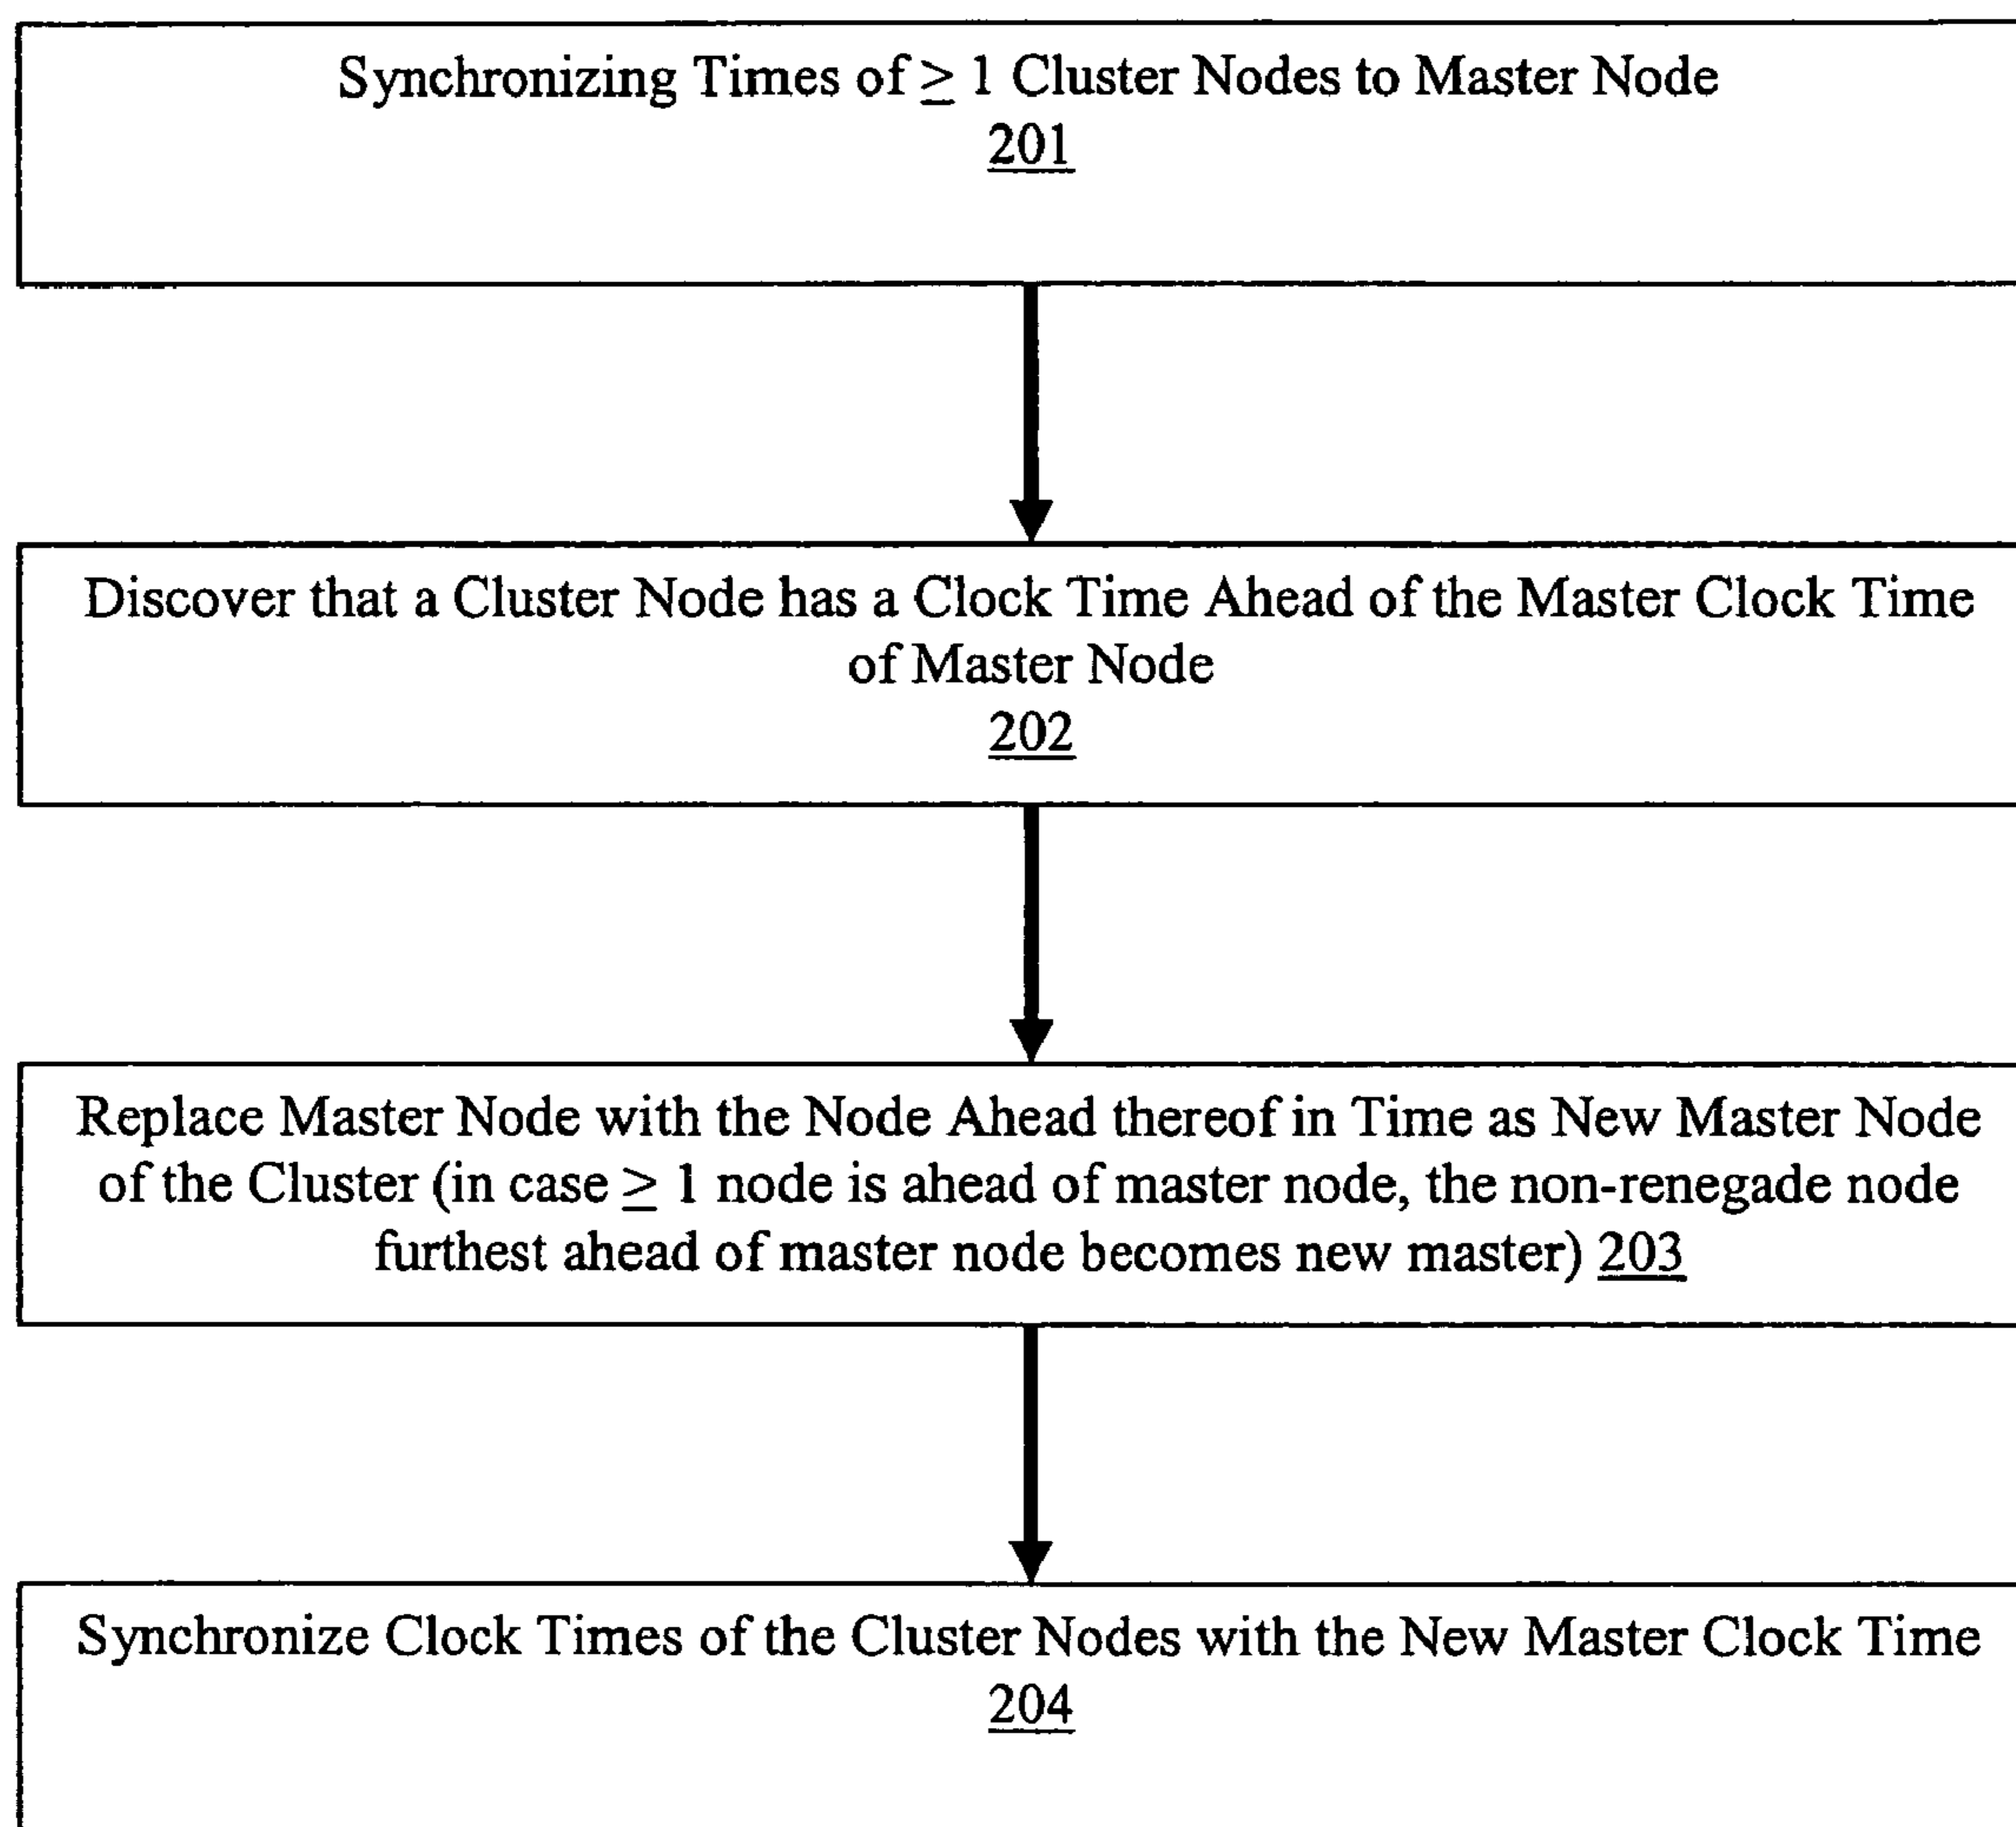 Synchronizing Times of ≥ 1 Cluster Nodes to Master Node
201
Discover that a Cluster Node has a Clock Time Ahead of the Master Clock Time
of Master Node
202
Replace Master Node with the Node Ahead thereof in Time as New Master Node
of the Cluster (in case ≥ 1 node is ahead of master node, the non-renegade node
furthest ahead of master node becomes new master) 203
Synchronize Clock Times of the Cluster Nodes with the New Master Clock Time
204